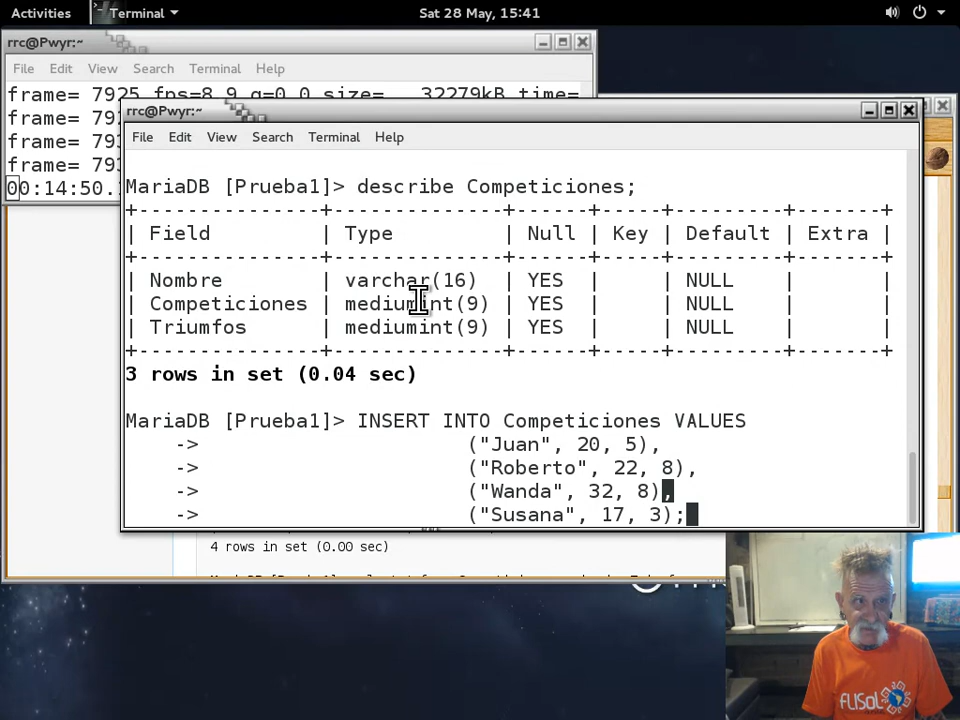 Activities Terminal Sat 28 May, 15:41
rrc@Pwyr:~
File Edit View Search Terminal Help
frame= 7925 fps=8.9 q=0.0 size= 32279kB time=
frame= 792
frame= 793
frame= 793
00:14:50.
rrc@Pwyr:~
File Edit View Search Terminal Help
MariaDB [Prueba1]> describe Competiciones;
+---------------+--------------+------+-----+---------+-------+
| Field | Type | Null | Key | Default | Extra |
+---------------+--------------+------+-----+---------+-------+
| Nombre | varchar(16) | YES | | NULL | |
| Competiciones | mediumint(9) | YES | | NULL | |
| Triumfos | mediumint(9) | YES | | NULL | |
+---------------+--------------+------+-----+---------+-------+
3 rows in set (0.04 sec)
MariaDB [Prueba1]> INSERT INTO Competiciones VALUES
-> ("Juan", 20, 5),
-> ("Roberto", 22, 8),
-> ("Wanda", 32, 8),
-> ("Susana", 17, 3);
4 rows in set (0.00 sec)
FLISoL